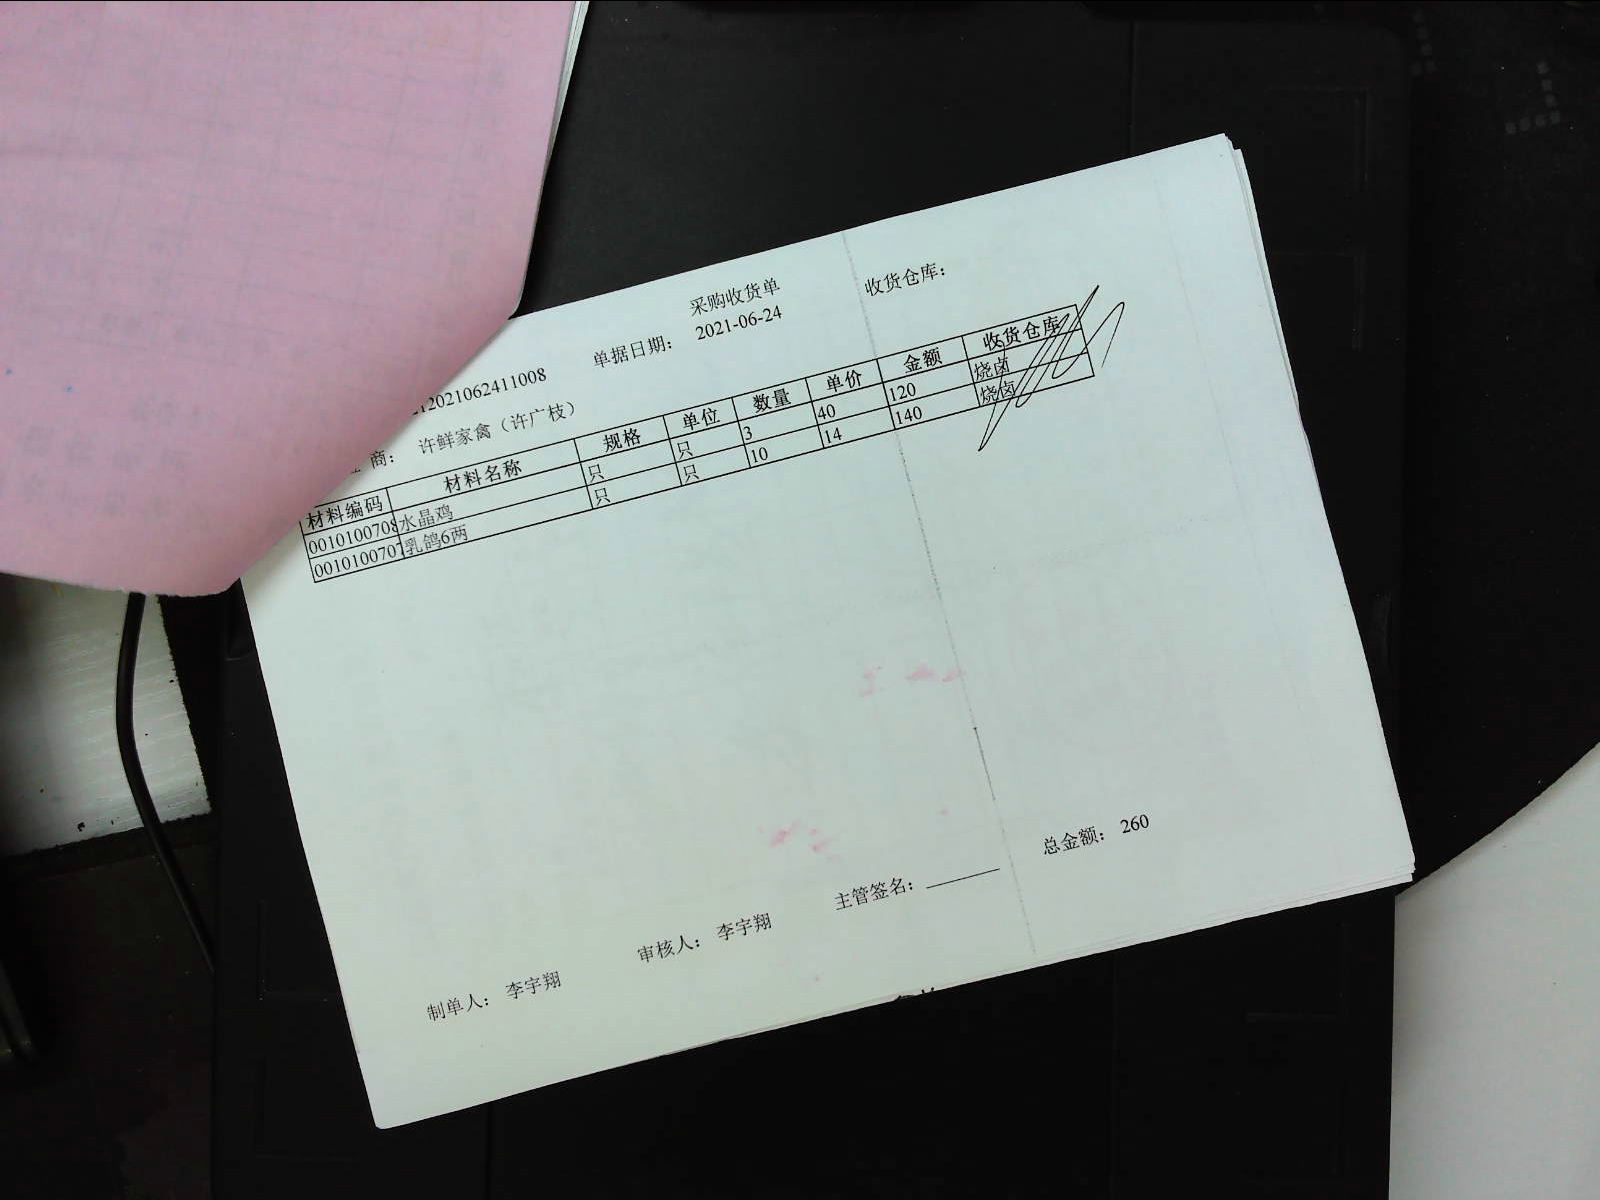 采购收货单
收货仓库：
2021062411008 单据日期： 2021-06-24
商： 许鲜家禽（许广枝）
材料编码 材料名称 规格 单位 数量 单价 金额 收货仓库
0010100708 水晶鸡 只 只 3 40 120 烧卤
0010100707 乳鸽6两 只 只 10 14 140 烧卤
总金额： 260
制单人： 李宇翔 审核人： 李宇翔 主管签名：